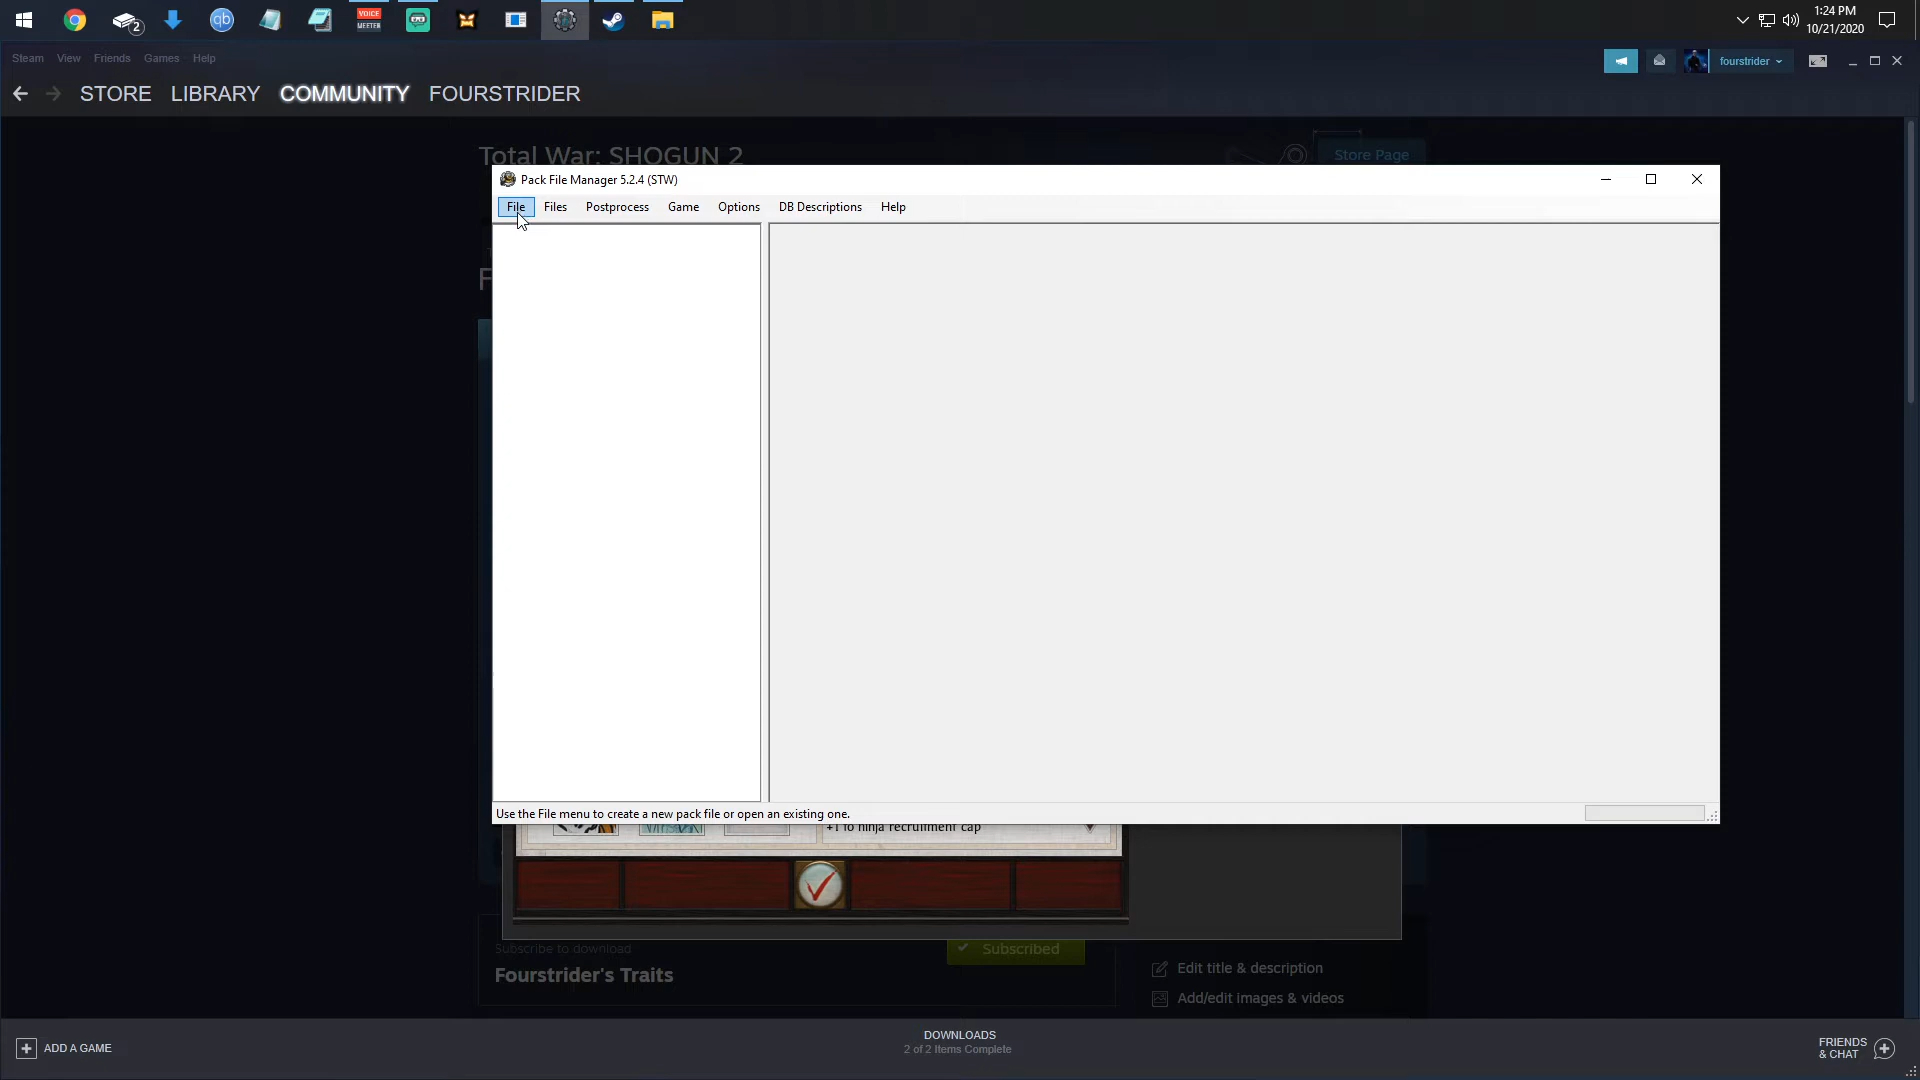 2
qb
VOICE
MEETER
1:24 PM
10/21/2020
Steam View Friends Games Help
fourstrider
STORE LIBRARY COMMUNITY FOURSTRIDER
Total War: SHOGUN 2
Store Page
Pack File Manager 5.2.4 (STW)
File Files Postprocess Game Options DB Descriptions Help
F
Use the File menu to create a new pack file or open an existing one.
+1 to ninja recruitment cap
Subscribe to download
Subscribed
Fourstrider's Traits
Edit title & description
Add/edit images & videos
ADD A GAME
DOWNLOADS
2 of 2 Items Complete
FRIENDS
& CHAT